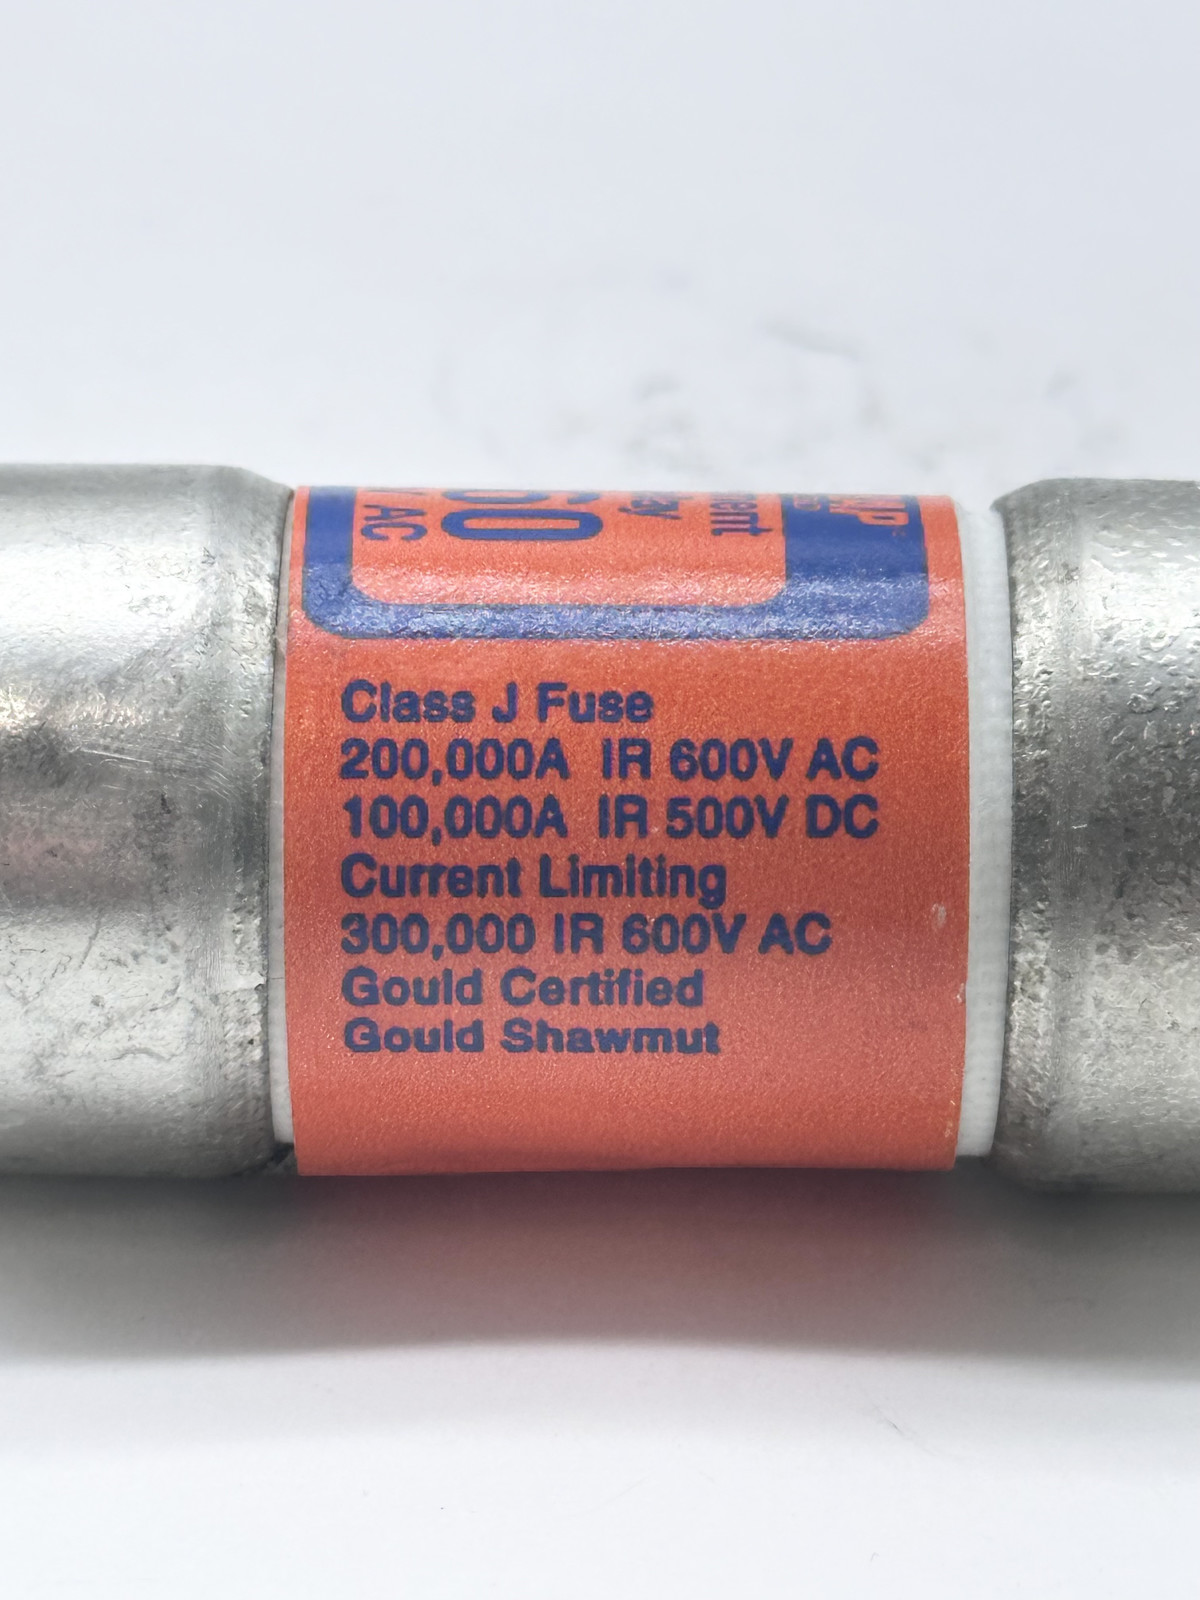 AC
Class J Fuse
200,000A IR 600V AC
100,000A IR 500V DC
Current Limiting
300,000 IR 600V AC
Gould Certified
Gould Shawmut